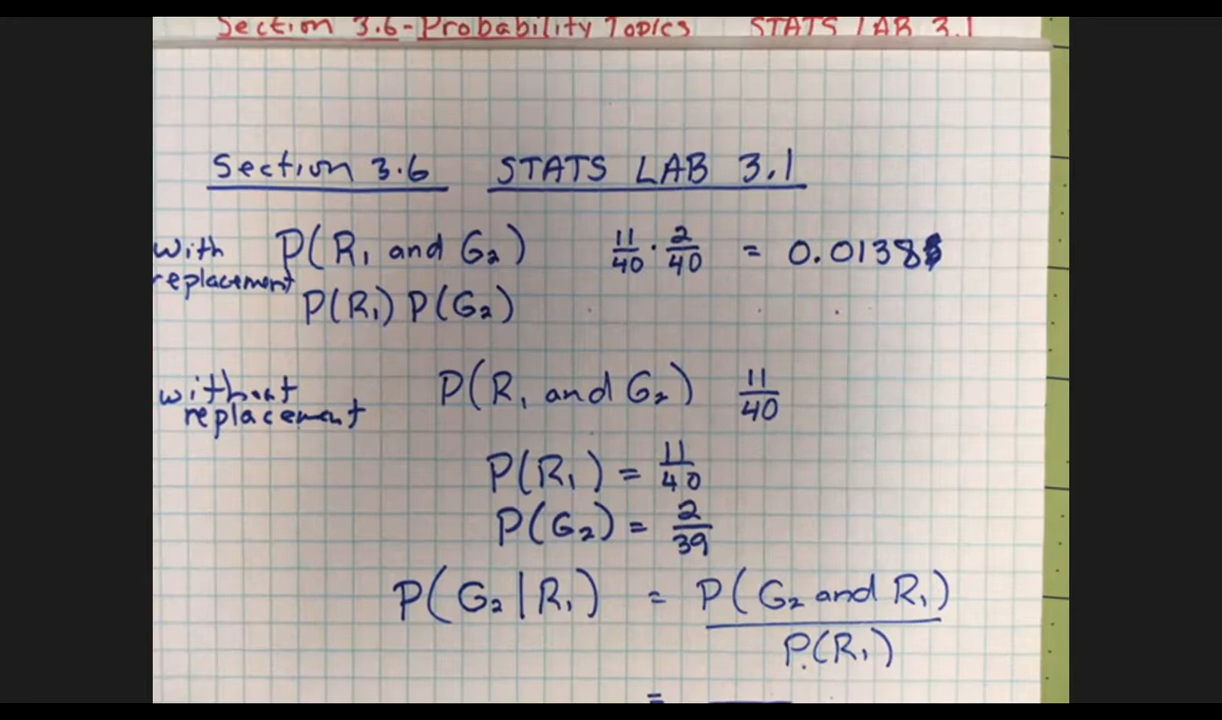 Section 3.6-Probability Topics STATS LAB 3.1
Section 3.6 STATS LAB 3.1
with replacement P(R₁ and G₂) 11/40 · 2/40 = 0.0138
P(R₁) P(G₂)
without replacement P(R₁ and G₂) 11/40
P(R₁) = 11/40
P(G₂) = 2/39
P(G₂|R₁) = P(G₂ and R₁) / P(R₁)
=